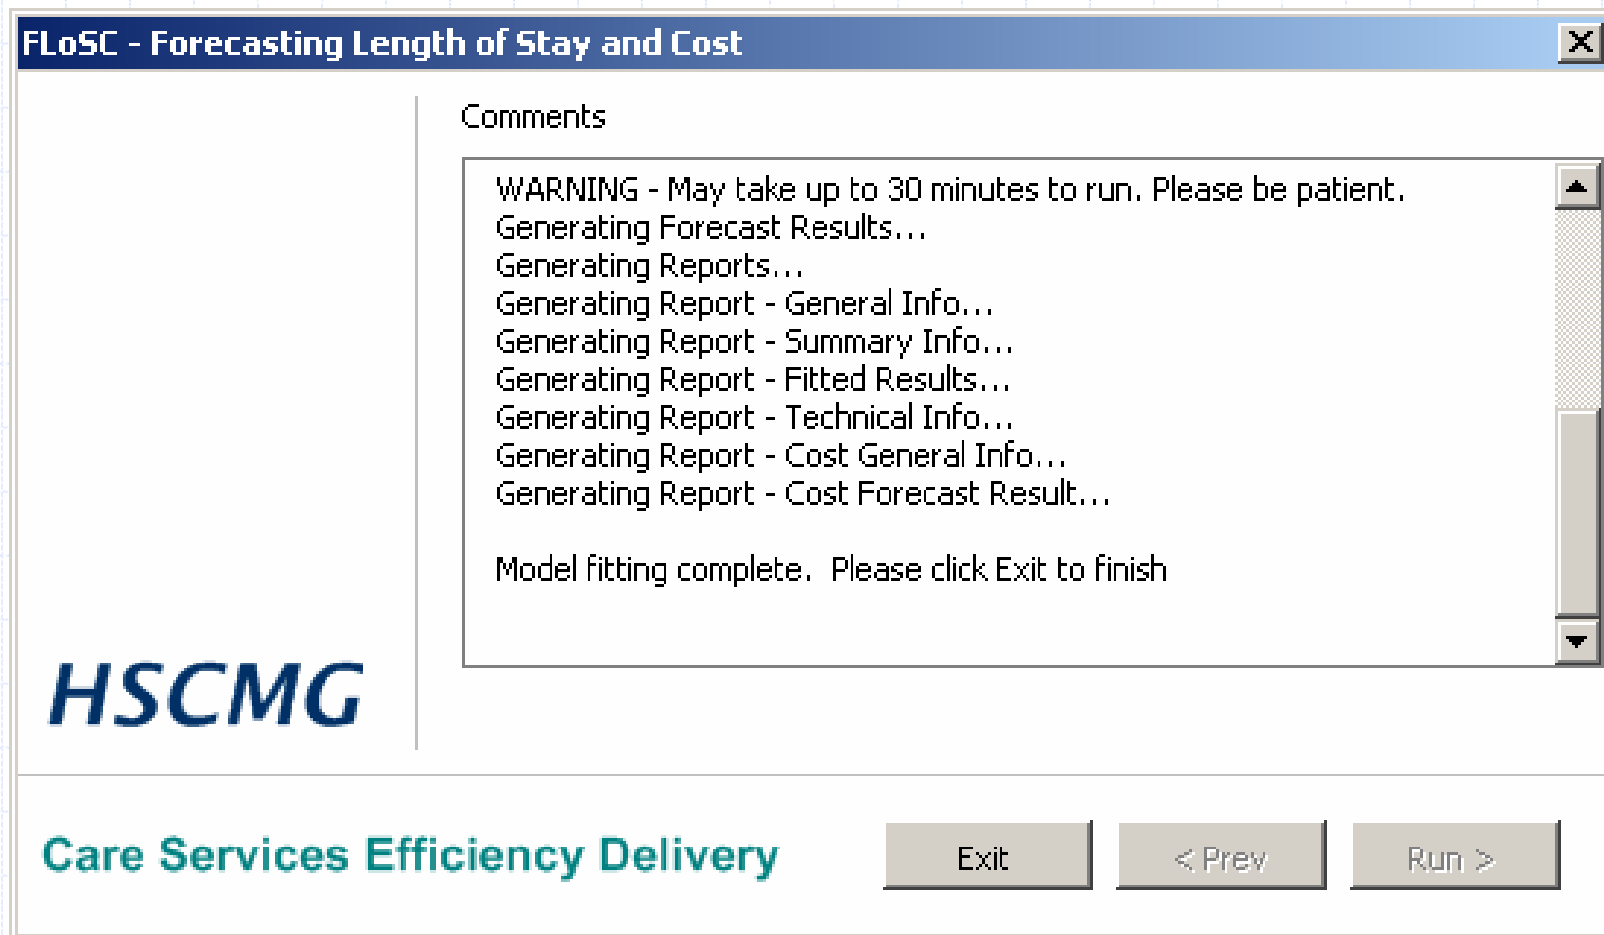 FLoSC - Forecasting Length of Stay and Cost
Comments
WARNING - May take up to 30 minutes to run. Please be patient.
Generating Forecast Results...
Generating Reports...
Generating Report - General Info...
Generating Report - Summary Info...
Generating Report - Fitted Results...
Generating Report - Technical Info...
Generating Report - Cost General Info...
Generating Report - Cost Forecast Result...
Model fitting complete.  Please click Exit to finish
HSCMG
Care Services Efficiency Delivery
Exit
< Prev
Run >